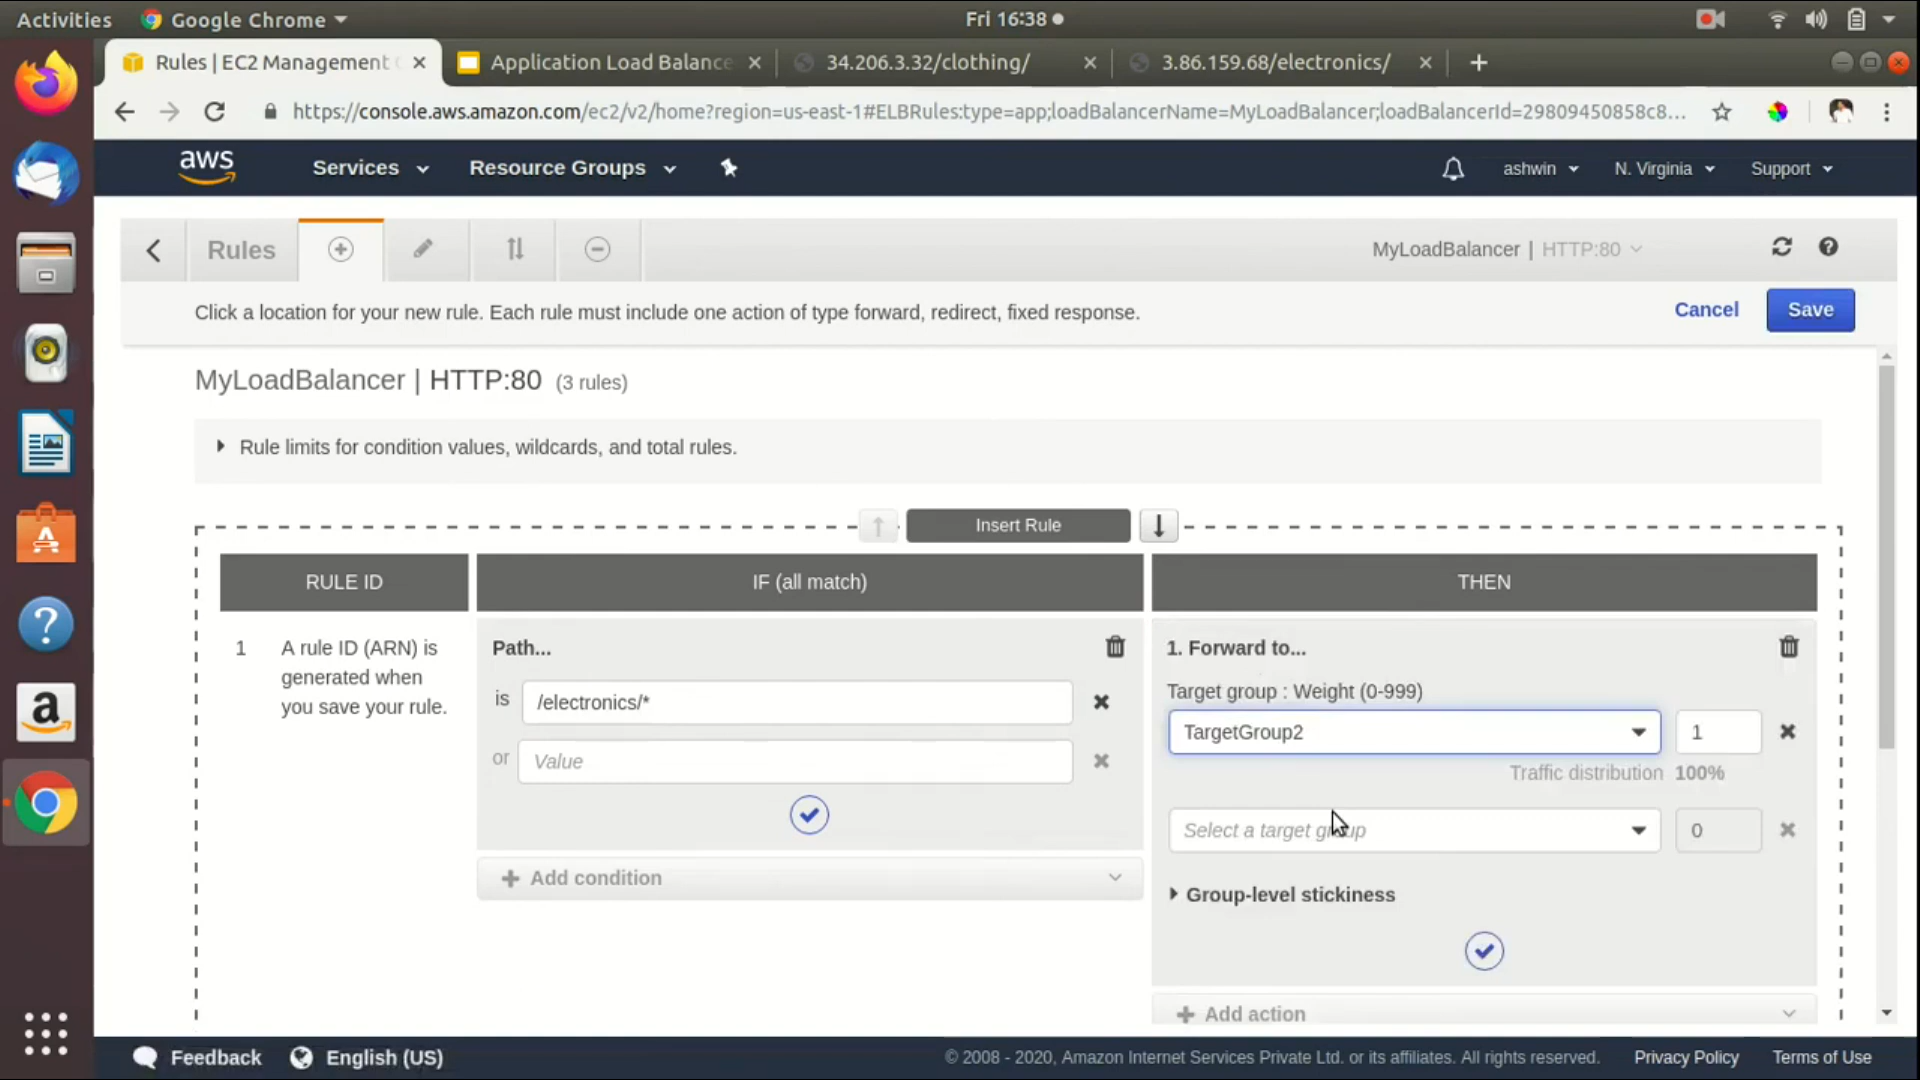 Activities
Google Chrome
Fri 16:38
Rules | EC2 Management
Application Load Balance
34.206.3.32/clothing/
3.86.159.68/electronics/
https://console.aws.amazon.com/ec2/v2/home?region=us-east-1#ELBRules:type=app;loadBalancerName=MyLoadBalancer;loadBalancerId=29809450858c8...
aws
Services
Resource Groups
ashwin
N. Virginia
Support
Rules
MyLoadBalancer | HTTP:80
Click a location for your new rule. Each rule must include one action of type forward, redirect, fixed response.
Cancel
Save
MyLoadBalancer | HTTP:80 (3 rules)
Rule limits for condition values, wildcards, and total rules.
Insert Rule
RULE ID
IF (all match)
THEN
1
A rule ID (ARN) is
generated when
you save your rule.
Path...
is
/electronics/*
or
Value
Add condition
1. Forward to...
Target group : Weight (0-999)
TargetGroup2
1
Traffic distribution 100%
Select a target group
0
Group-level stickiness
Add action
Feedback
English (US)
© 2008 - 2020, Amazon Internet Services Private Ltd. or its affiliates. All rights reserved.
Privacy Policy
Terms of Use